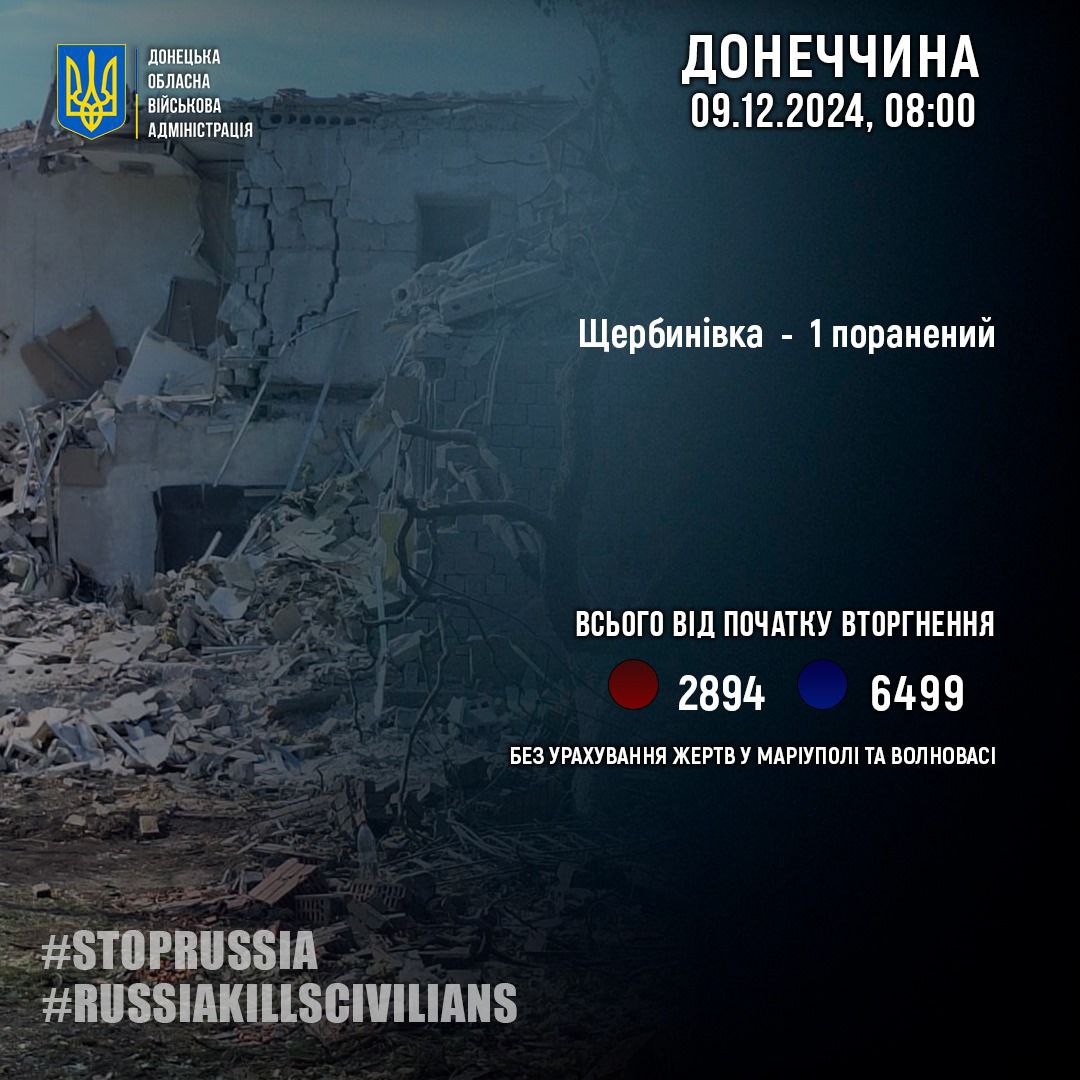 ДОНЕЦЬКА
ОБЛАСНА
ВІЙСЬКОВА
АДМІНІСТРАЦІЯ
ДОНЕЧЧИНА
09.12.2024, 08:00
Щербинівка - 1 поранений
ВСЬОГО ВІД ПОЧАТКУ ВТОРГНЕННЯ
2894 6499
БЕЗ УРАХУВАННЯ ЖЕРТВ У МАРІУПОЛІ ТА ВОЛНОВАСІ
#STOPRUSSIA
#RUSSIAKILLSCIVILIANS